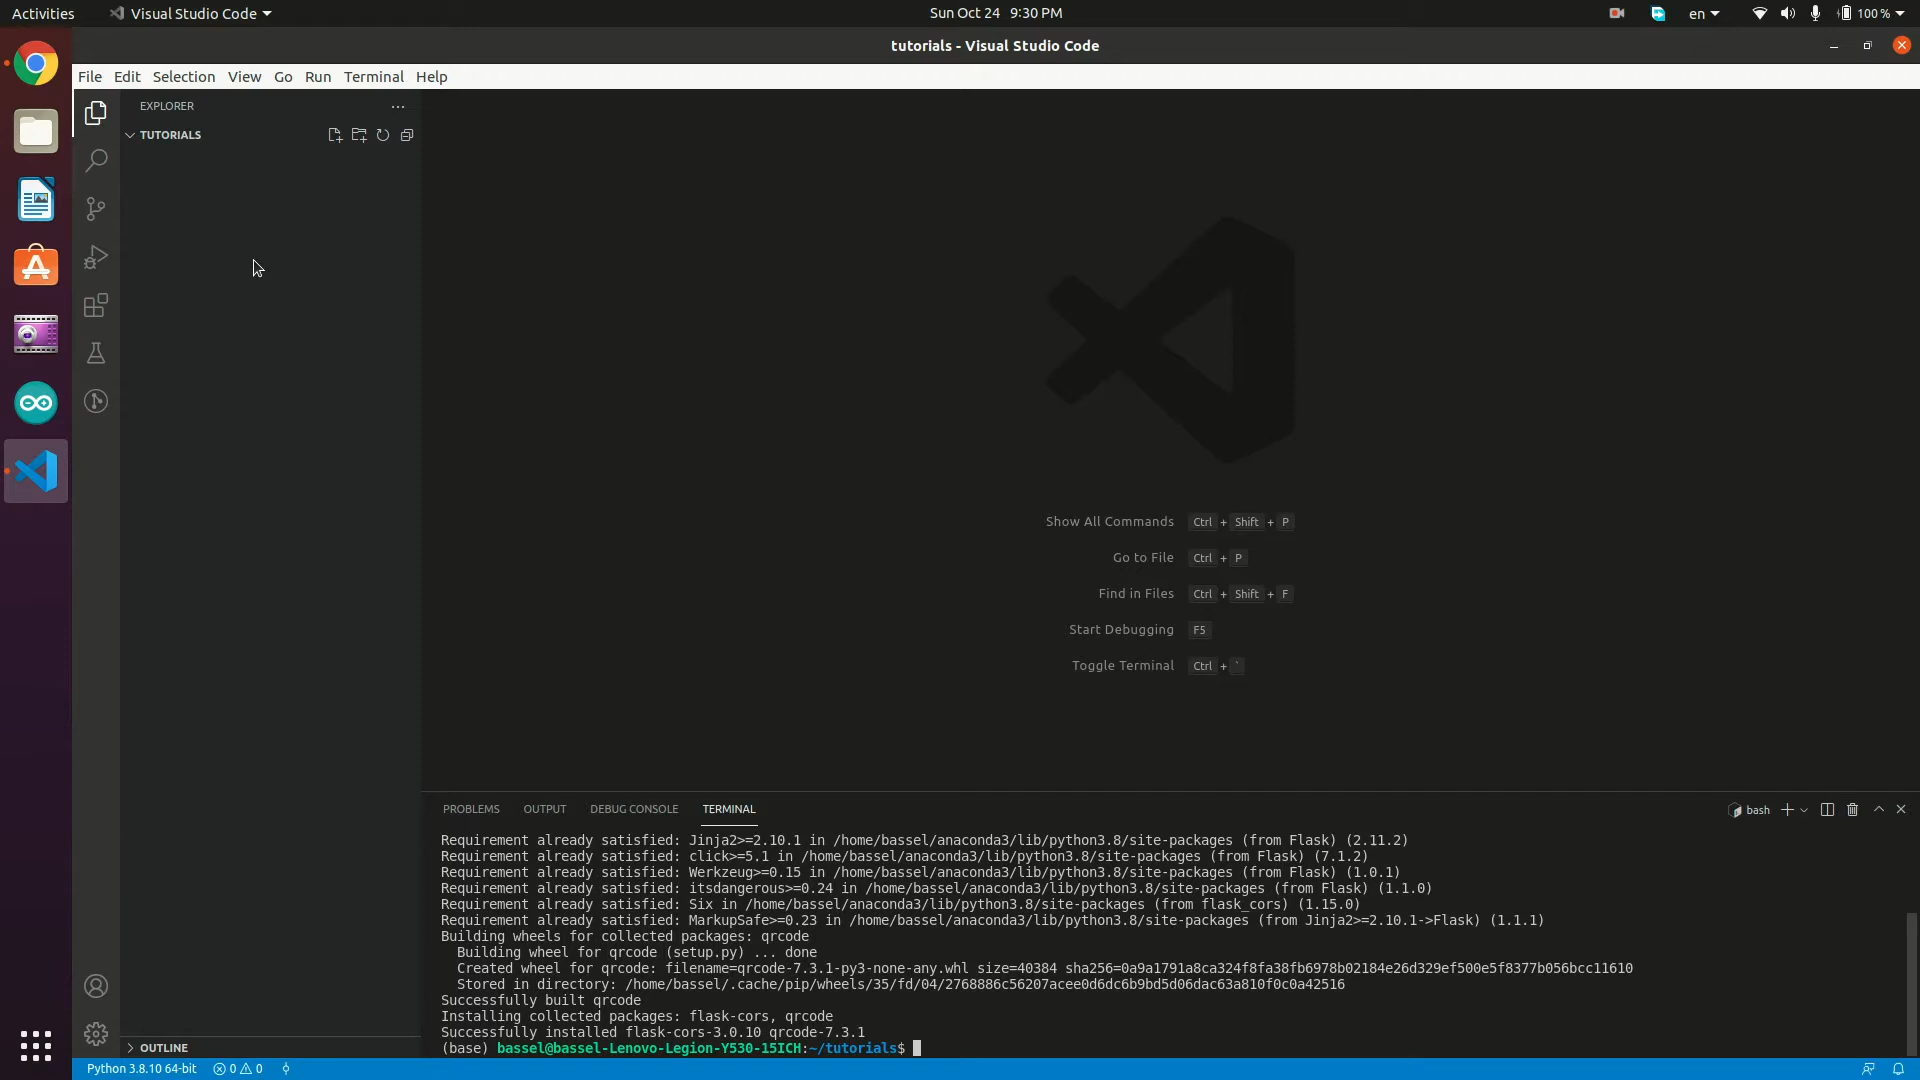 Activities
Visual Studio Code
Sun Oct 24 9:30 PM
en
100 %
tutorials - Visual Studio Code
File Edit Selection View Go Run Terminal Help
EXPLORER
TUTORIALS
Show All Commands Ctrl + Shift + P
Go to File Ctrl + P
Find in Files Ctrl + Shift + F
Start Debugging F5
Toggle Terminal Ctrl + `
PROBLEMS OUTPUT DEBUG CONSOLE TERMINAL
bash
Requirement already satisfied: Jinja2>=2.10.1 in /home/bassel/anaconda3/lib/python3.8/site-packages (from Flask) (2.11.2)
Requirement already satisfied: click>=5.1 in /home/bassel/anaconda3/lib/python3.8/site-packages (from Flask) (7.1.2)
Requirement already satisfied: Werkzeug>=0.15 in /home/bassel/anaconda3/lib/python3.8/site-packages (from Flask) (1.0.1)
Requirement already satisfied: itsdangerous>=0.24 in /home/bassel/anaconda3/lib/python3.8/site-packages (from Flask) (1.1.0)
Requirement already satisfied: Six in /home/bassel/anaconda3/lib/python3.8/site-packages (from flask_cors) (1.15.0)
Requirement already satisfied: MarkupSafe>=0.23 in /home/bassel/anaconda3/lib/python3.8/site-packages (from Jinja2>=2.10.1->Flask) (1.1.1)
Building wheels for collected packages: qrcode
Building wheel for qrcode (setup.py) ... done
Created wheel for qrcode: filename=qrcode-7.3.1-py3-none-any.whl size=40384 sha256=0a9a1791a8ca324f8fa38fb6978b02184e26d329ef500e5f8377b056bcc11610
Stored in directory: /home/bassel/.cache/pip/wheels/35/fd/04/2768886c56207acee0d6dc6b9bd5d06dac63a810f0c0a42516
Successfully built qrcode
Installing collected packages: flask-cors, qrcode
Successfully installed flask-cors-3.0.10 qrcode-7.3.1
(base) bassel@bassel-Lenovo-Legion-Y530-15ICH:~/tutorials$
OUTLINE
Python 3.8.10 64-bit 0 0